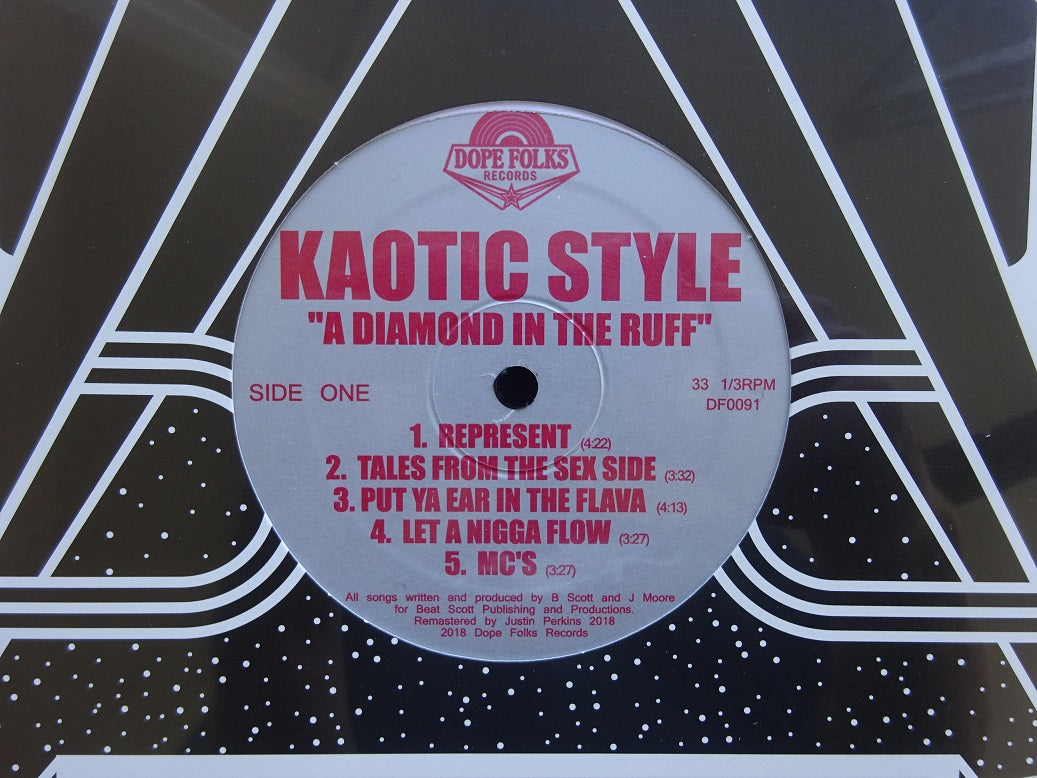 DOPE FOLKS
RECORDS
KAOTIC STYLE
"A DIAMOND IN THE RUFF"
SIDE ONE
33 1/3RPM
DF0091
1. REPRESENT (4:22)
2. TALES FROM THE SEX SIDE (3:32)
3. PUT YA EAR IN THE FLAVA (4:13)
4. LET A NIGGA FLOW (3:27)
5. MC'S (3:27)
All songs written and produced by B Scott and J Moore
for Beat Scott Publishing and Productions.
Remastered by Justin Perkins 2018
2018 Dope Folks Records